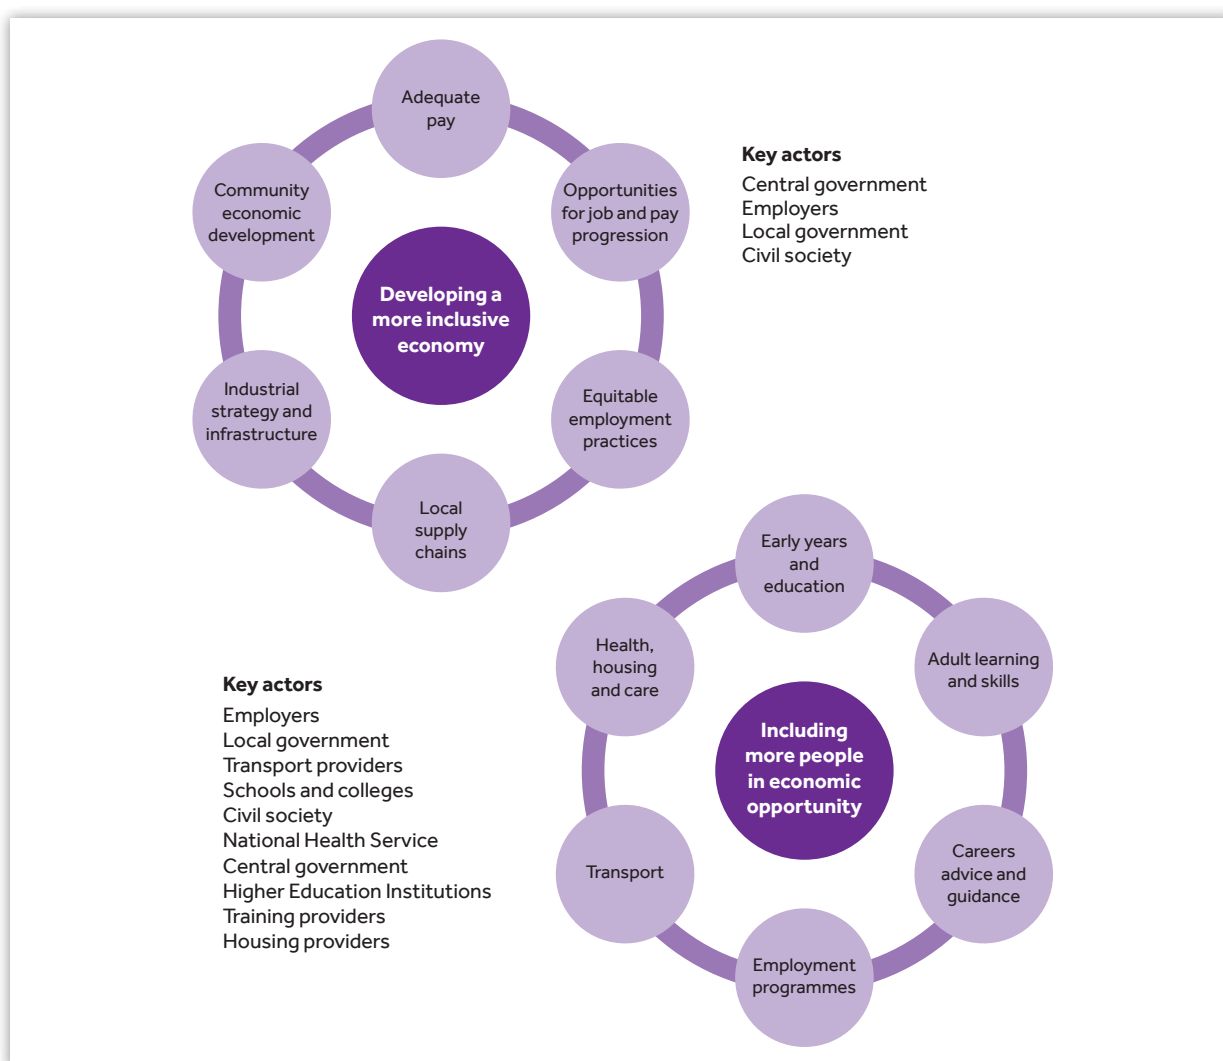 Adequate
pay
Opportunities
for job and pay
progression
Equitable
employment
practices
Local
supply
chains
Industrial
strategy and
infrastructure
Community
economic
development
Developing a
more inclusive
economy
Key actors
Central government
Employers
Local government
Civil society
Early years
and
education
Adult learning
and skills
Careers
advice and
guidance
Employment
programmes
Transport
Health,
housing
and care
Including
more people
in economic
opportunity
Key actors
Employers
Local government
Transport providers
Schools and colleges
Civil society
National Health Service
Central government
Higher Education Institutions
Training providers
Housing providers